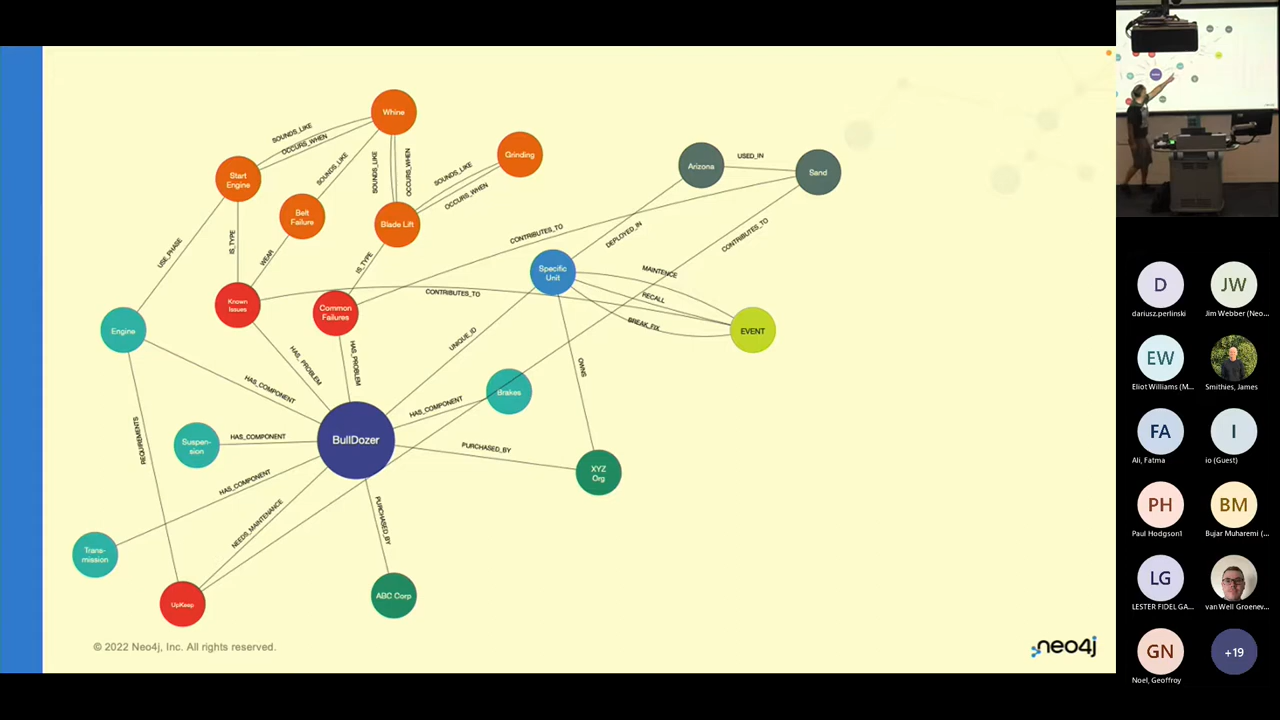 Whine
SOUNDS_LIKE
OCCURS_WHEN
Grinding
Start
Engine
SOUNDS_LIKE
SOUNDS_LIKE
OCCURS_WHEN
SOUNDS_LIKE
OCCURS_WHEN
Arizona
USED_IN
Sand
Belt
Failure
Blade Lift
USE_PHASE
IS_TYPE
WEAR
IS_TYPE
CONTRIBUTES_TO
DEPLOYED_IN
CONTRIBUTES_TO
Specific
Unit
MAINTENCE
RECALL
BREAK_FIX
CONTRIBUTES_TO
Known
Issues
Common
Failures
Engine
EVENT
UNIQUE_ID
HAS_PROBLEM
HAS_PROBLEM
OWNS
HAS_COMPONENT
Brakes
HAS_COMPONENT
REQUIREMENTS
Suspen-
sion
HAS_COMPONENT
BullDozer
PURCHASED_BY
XYZ
Org
HAS_COMPONENT
NEEDS_MAINTENANCE
PURCHASED_BY
Trans-
mission
UpKeep
ABC Corp
© 2022 Neo4j, Inc. All rights reserved.
neo4j
D
dariusz.perlinski
JW
Jim Webber (Neo...
EW
Eliot Williams (M...
Smithies, James
FA
Ali, Fatma
I
io (Guest)
PH
Paul Hodgson1
BM
Bujar Muharemi (...
LG
LESTER FIDEL GA...
van Well Groenev...
GN
Noel, Geoffroy
+19